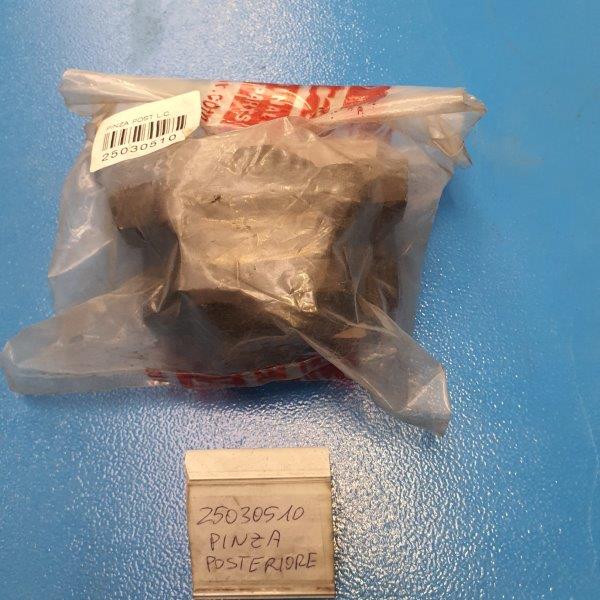 PINZA POST L.C.
25030510
25030510
PINZA
POSTERIORE